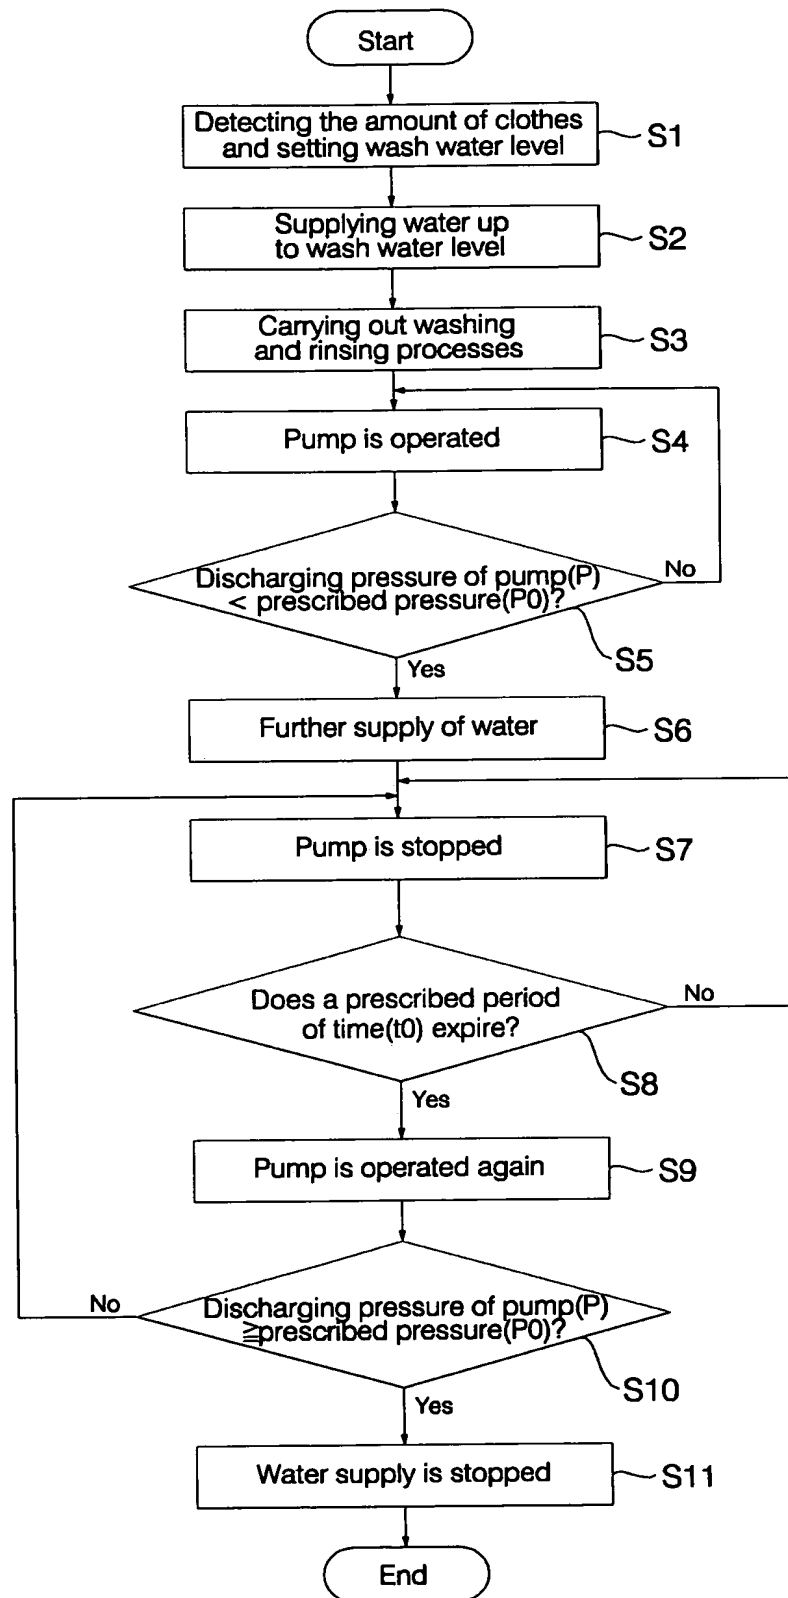 Start
Detecting the amount of clothes
and setting wash water level
S1
Supplying water up
to wash water level
S2
Carrying out washing
and rinsing processes
S3
Pump is operated
S4
Discharging pressure of pump(P)
< prescribed pressure(P0)?
No
S5
Yes
Further supply of water
S6
Pump is stopped
S7
Does a prescribed period
of time(t0) expire?
No
S8
Yes
Pump is operated again
S9
No
Discharging pressure of pump(P)
≧prescribed pressure(P0)?
S10
Yes
Water supply is stopped
S11
End